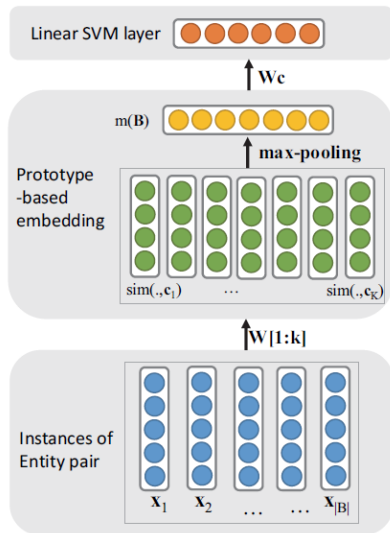 Linear SVM layer
Wc
m(B)
max-pooling
Prototype
-based
embedding
sim(.,c1) ... sim(.,cK)
W[1:k]
Instances of
Entity pair
x1 x2 ... ... x|B|